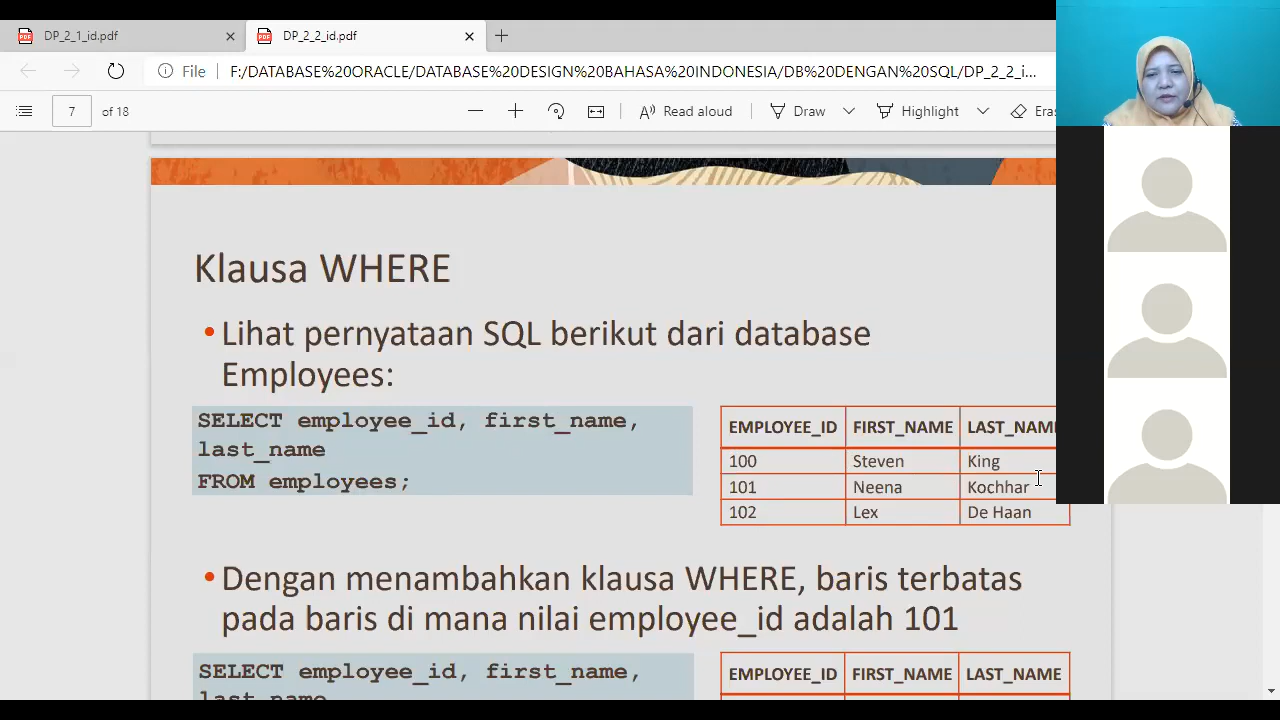 DP_2_1_id.pdf
DP_2_2_id.pdf
File
F:/DATABASE%20ORACLE/DATABASE%20DESIGN%20BAHASA%20INDONESIA/DB%20DENGAN%20SQL/DP_2_2_i...
7 of 18
Read aloud
Draw
Highlight
Eras
Klausa WHERE
• Lihat pernyataan SQL berikut dari database
Employees:
SELECT employee_id, first_name,
last_name
FROM employees;
EMPLOYEE_ID FIRST_NAME LAST_NAME
100 Steven King
101 Neena Kochhar
102 Lex De Haan
• Dengan menambahkan klausa WHERE, baris terbatas
pada baris di mana nilai employee_id adalah 101
SELECT employee_id, first_name,
last_name
EMPLOYEE_ID FIRST_NAME LAST_NAME